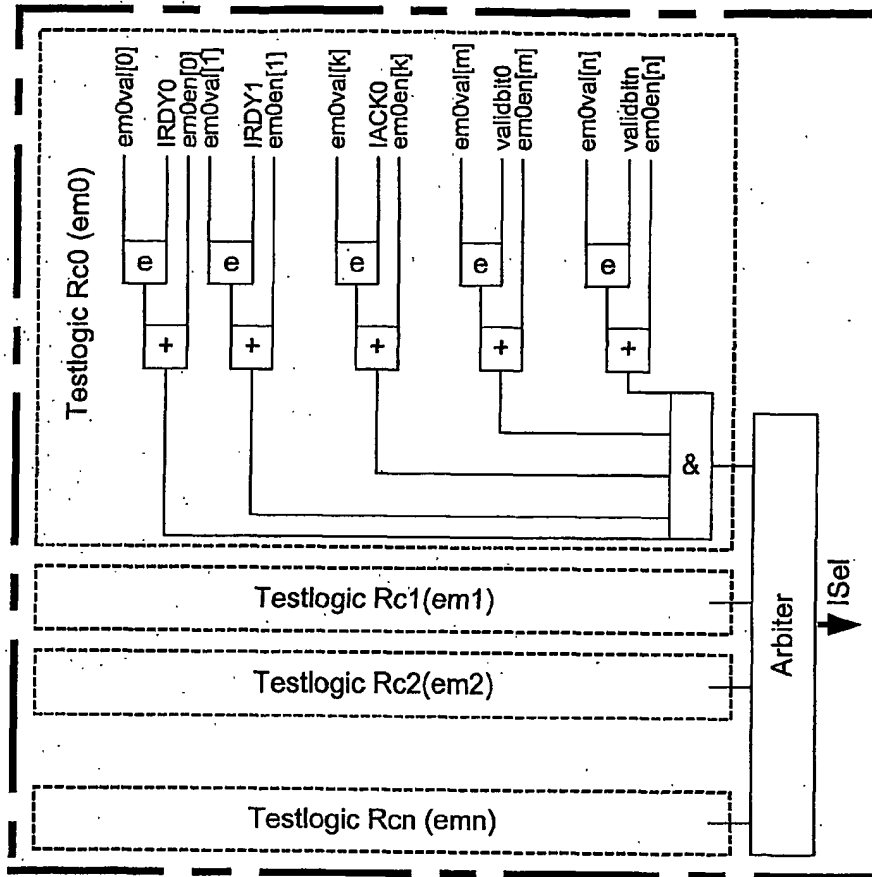 Testlogic Rc0 (em0)
em0val[0]
IRDY0
em0en[0]
em0val[1]
IRDY1
em0en[1]
em0val[k]
IACK0
em0en[k]
em0val[m]
validbit0
em0en[m]
em0val[n]
validbitn
em0en[n]
e
e
e
e
e
+
+
+
+
+
&
Testlogic Rc1(em1)
Testlogic Rc2(em2)
Testlogic Rcn (emn)
Arbiter
ISel